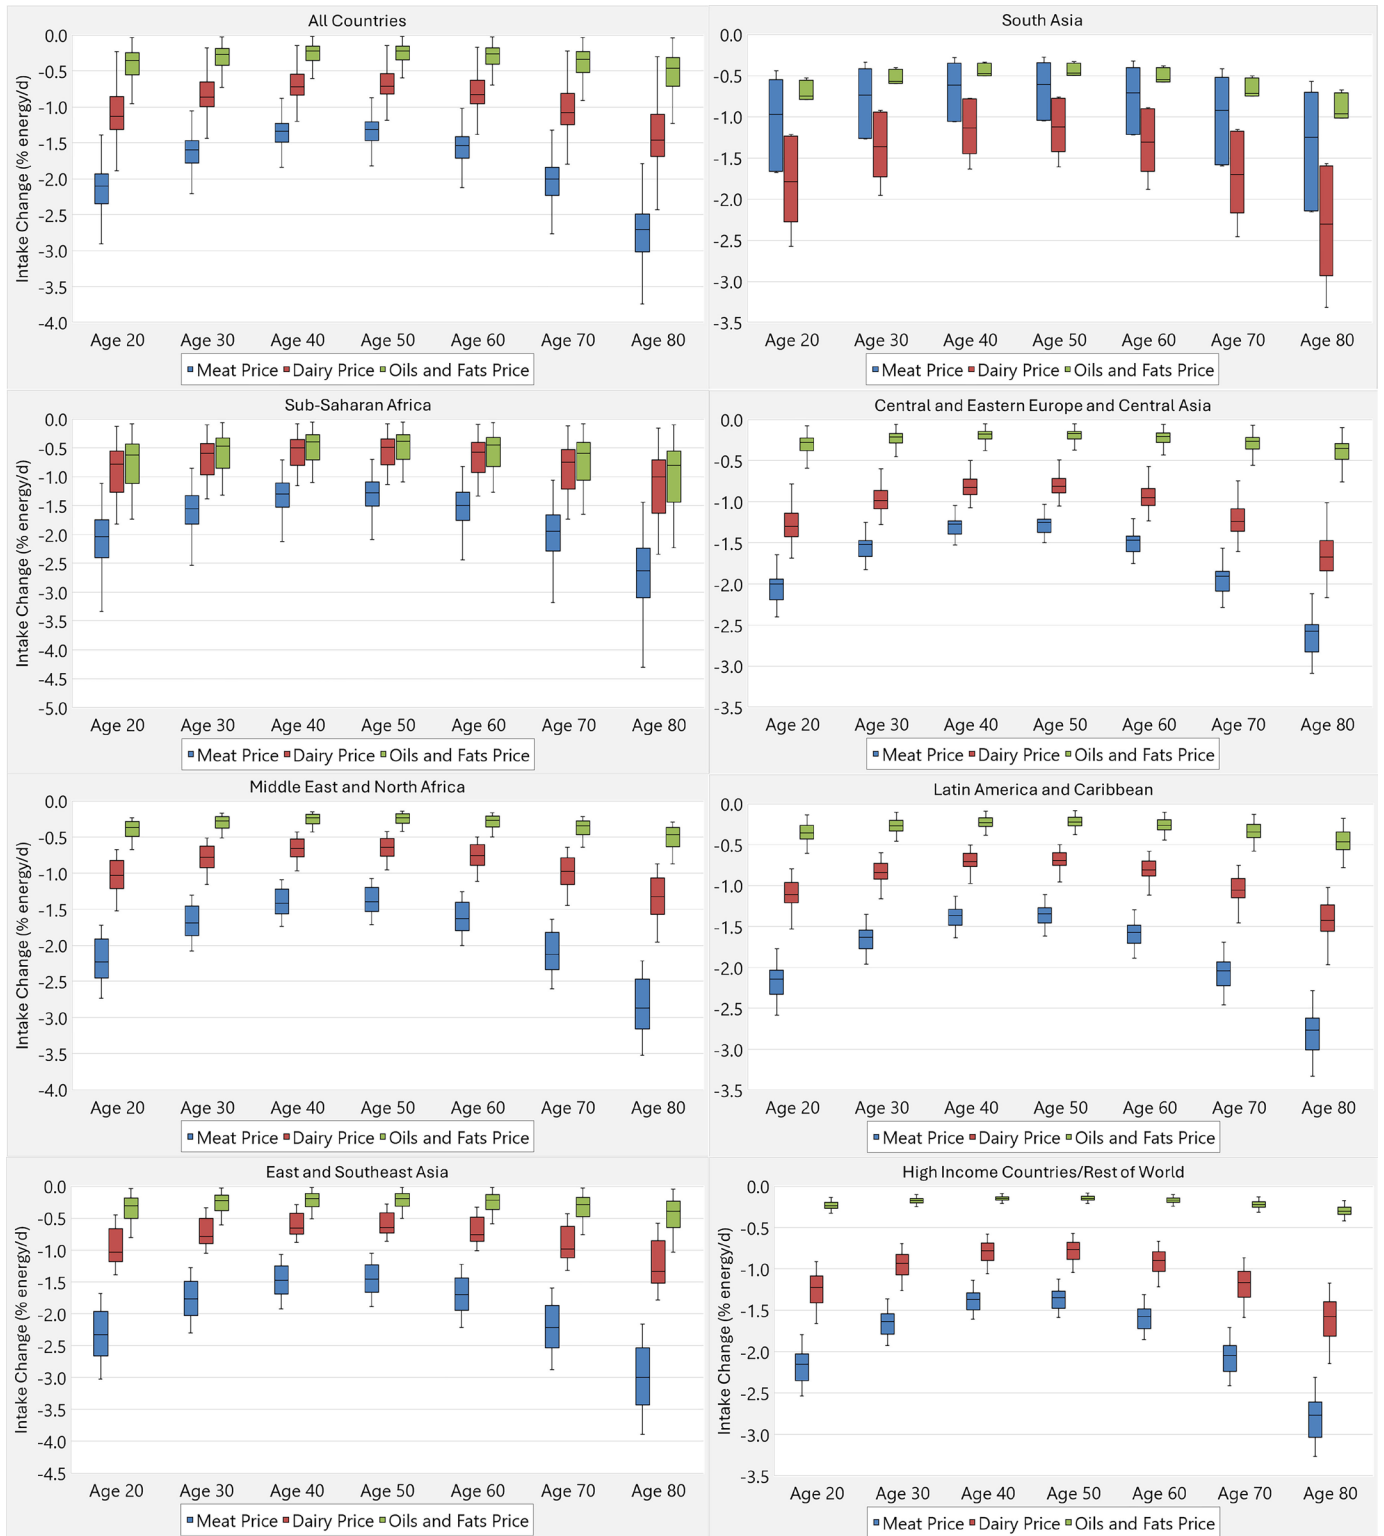 All Countries
Intake Change (% energy/d)
0.0
-0.5
-1.0
-1.5
-2.0
-2.5
-3.0
-3.5
-4.0
Age 20 Age 30 Age 40 Age 50 Age 60 Age 70 Age 80
Meat Price Dairy Price Oils and Fats Price
South Asia
0.0
-0.5
-1.0
-1.5
-2.0
-2.5
-3.0
-3.5
Age 20 Age 30 Age 40 Age 50 Age 60 Age 70 Age 80
Meat Price Dairy Price Oils and Fats Price
Sub-Saharan Africa
Intake Change (% energy/d)
0.0
-0.5
-1.0
-1.5
-2.0
-2.5
-3.0
-3.5
-4.0
-4.5
-5.0
Age 20 Age 30 Age 40 Age 50 Age 60 Age 70 Age 80
Meat Price Dairy Price Oils and Fats Price
Central and Eastern Europe and Central Asia
0.0
-0.5
-1.0
-1.5
-2.0
-2.5
-3.0
-3.5
Age 20 Age 30 Age 40 Age 50 Age 60 Age 70 Age 80
Meat Price Dairy Price Oils and Fats Price
Middle East and North Africa
Intake Change (% energy/d)
0.0
-0.5
-1.0
-1.5
-2.0
-2.5
-3.0
-3.5
-4.0
Age 20 Age 30 Age 40 Age 50 Age 60 Age 70 Age 80
Meat Price Dairy Price Oils and Fats Price
Latin America and Caribbean
0.0
-0.5
-1.0
-1.5
-2.0
-2.5
-3.0
-3.5
Age 20 Age 30 Age 40 Age 50 Age 60 Age 70 Age 80
Meat Price Dairy Price Oils and Fats Price
East and Southeast Asia
Intake Change (% energy/d)
0.0
-0.5
-1.0
-1.5
-2.0
-2.5
-3.0
-3.5
-4.0
-4.5
Age 20 Age 30 Age 40 Age 50 Age 60 Age 70 Age 80
Meat Price Dairy Price Oils and Fats Price
High Income Countries/Rest of World
Intake Change (% energy/d)
0.0
-0.5
-1.0
-1.5
-2.0
-2.5
-3.0
-3.5
Age 20 Age 30 Age 40 Age 50 Age 60 Age 70 Age 80
Meat Price Dairy Price Oils and Fats Price